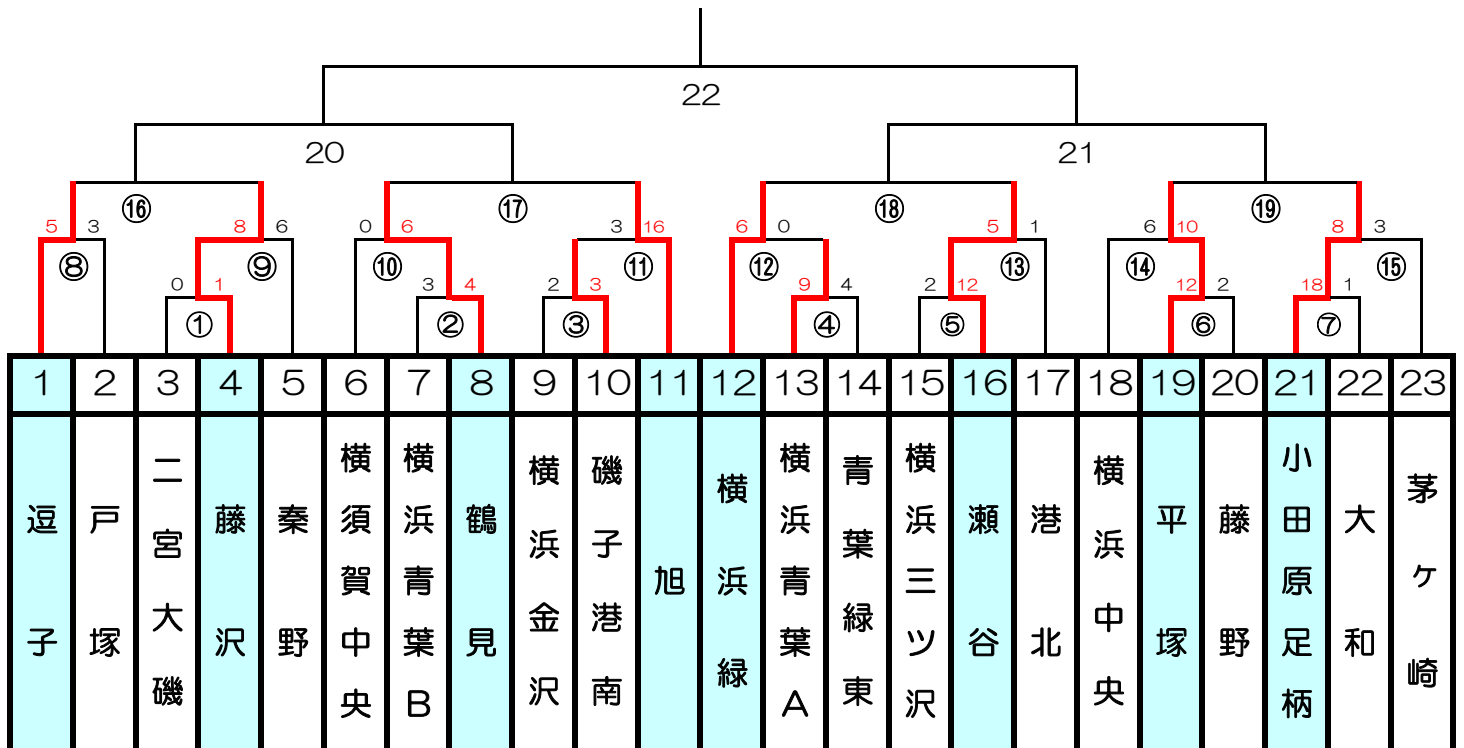 22
20
21
⑯
⑰
⑱
⑲
5 3 8 6 0 6 3 16 6 0 5 1 6 10 8 3
⑧ ⑨ ⑩ ⑪ ⑫ ⑬ ⑭ ⑮
0 1 3 4 2 3 9 4 2 12 12 2 18 1
① ② ③ ④ ⑤ ⑥ ⑦
1 2 3 4 5 6 7 8 9 10 11 12 13 14 15 16 17 18 19 20 21 22 23
逗子
戸塚
二宮大磯
藤沢
秦野
横須賀中央
横浜青葉B
鶴見
横浜金沢
磯子港南
旭
横浜緑
横浜青葉A
青葉緑東
横浜三ツ沢
瀬谷
港北
横浜中央
平塚
藤野
小田原足柄
大和
茅ヶ崎